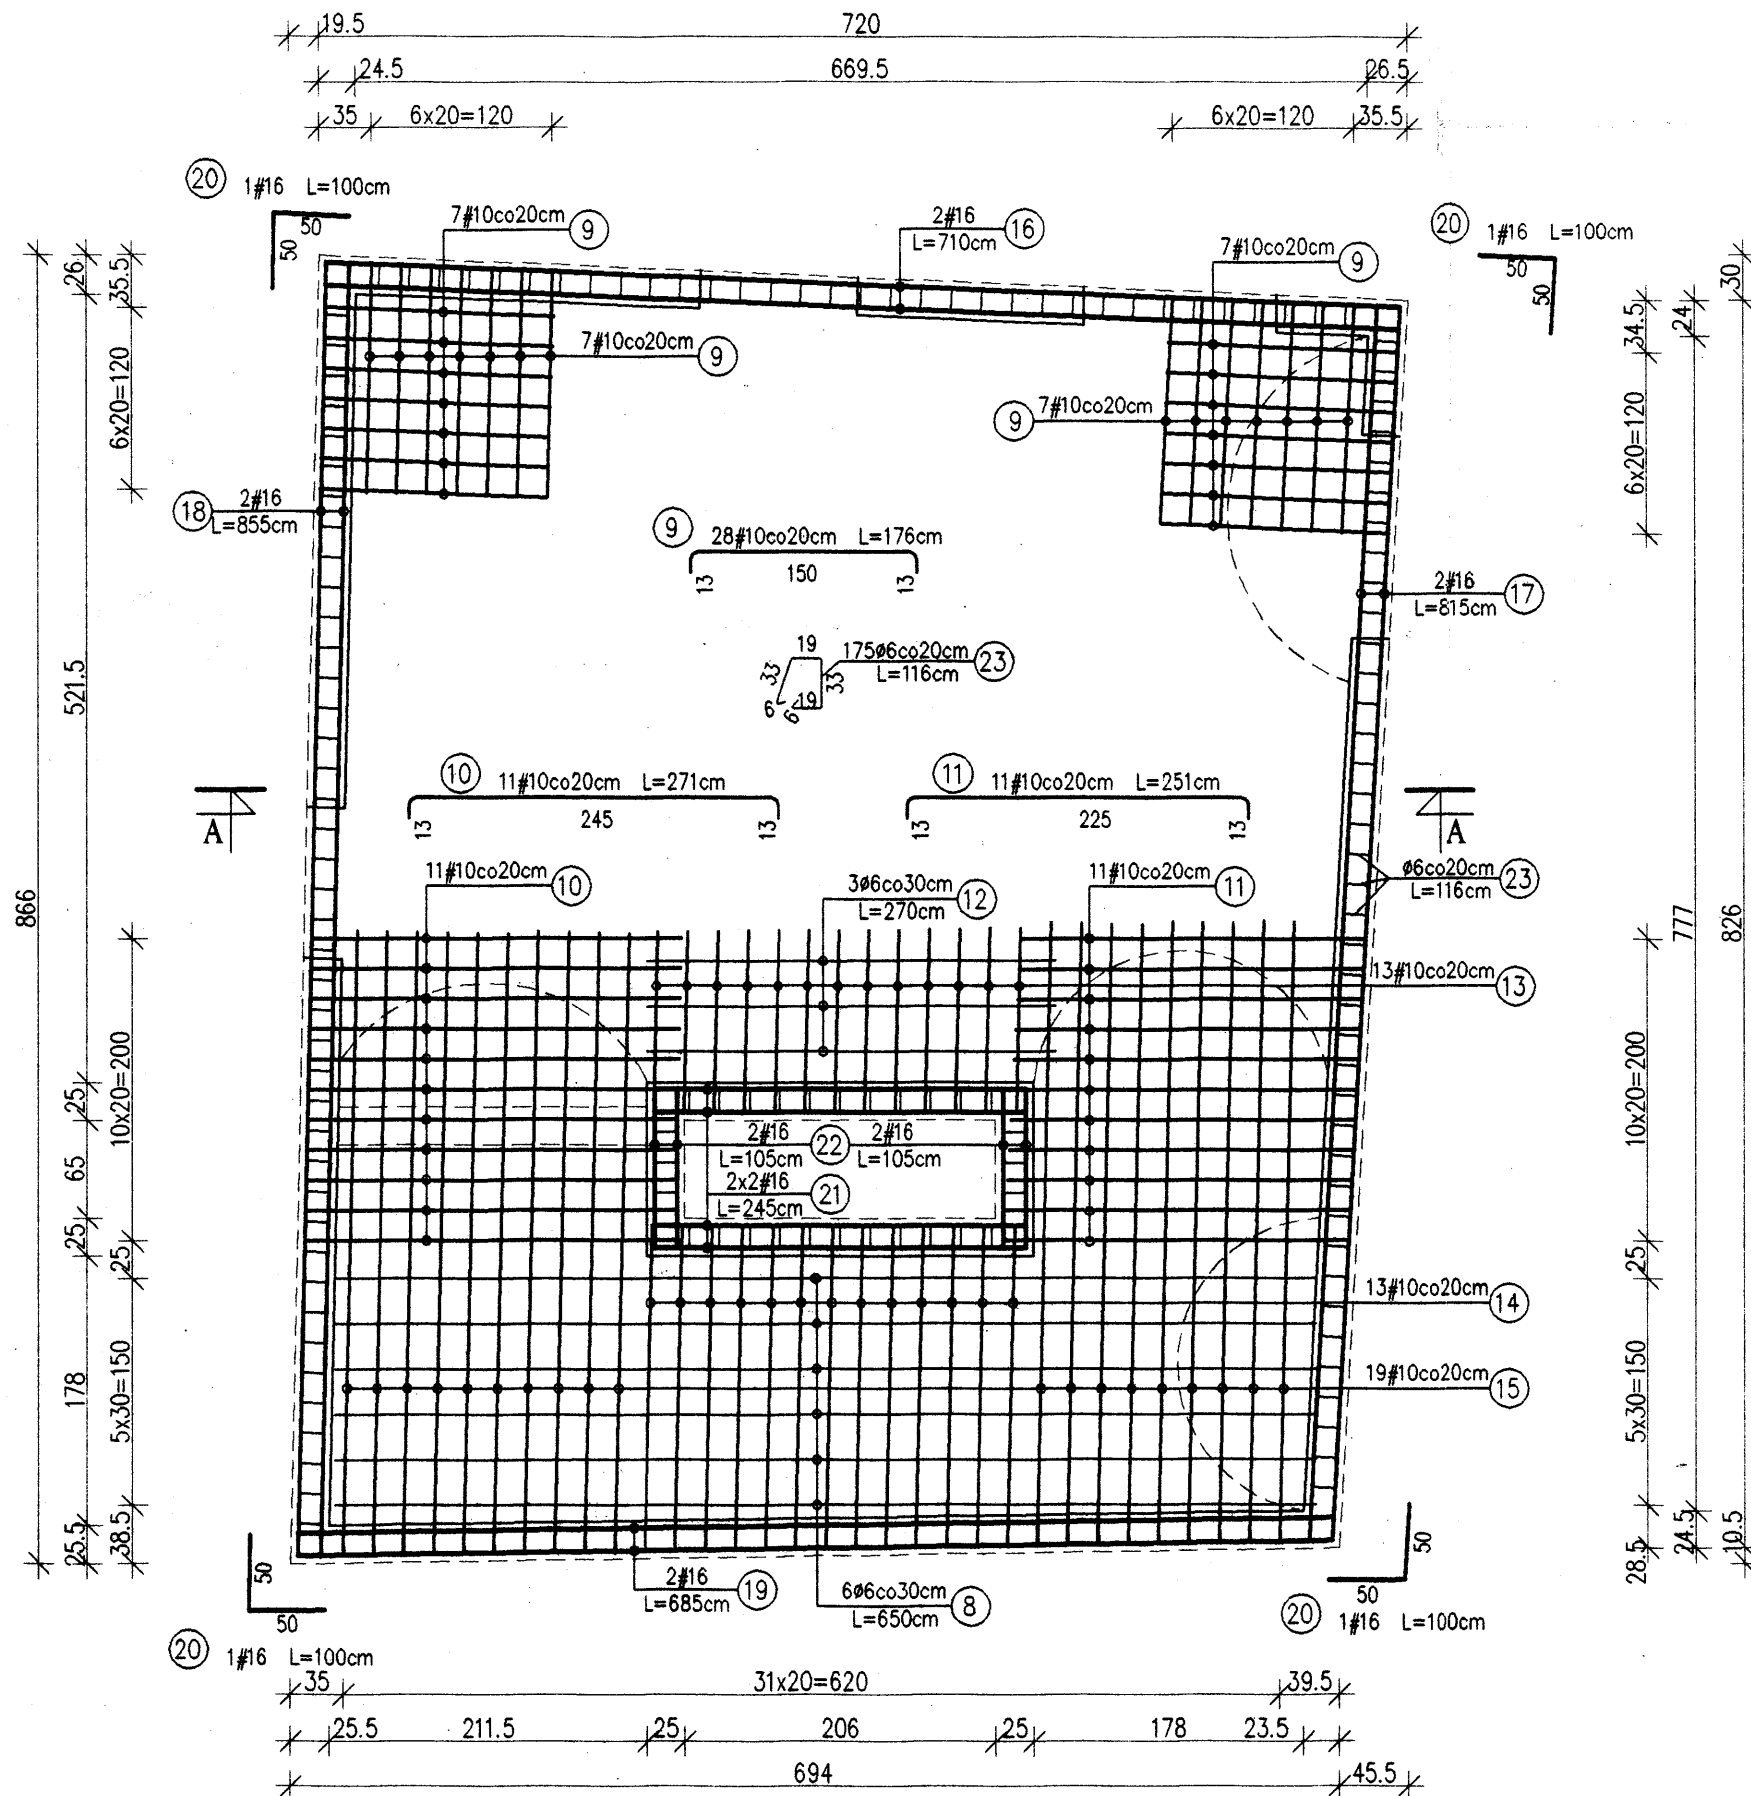 19.5 720
24.5 669.5 26.5
35 6x20=120 6x20=120 35.5
20 1#16 L=100cm
50
50
7#10co20cm 9
2#16 16
L=710cm
20 1#16 L=100cm
50
50
7#10co20cm 9
7#10co20cm 9
9 7#10co20cm
18 2#16
L=855cm
9 28#10co20cm L=176cm
13 150 13
2#16 17
L=815cm
19
33 33
19
6 6
175ø6co20cm 23
L=116cm
10 11#10co20cm L=271cm
13 245 13
11 11#10co20cm L=251cm
13 225 13
A A
11#10co20cm 10
3ø6co30cm 12
L=270cm
11#10co20cm 11
ø6co20cm 23
L=116cm
13#10co20cm 13
2#16 22 2#16
L=105cm L=105cm
2x2#16 21
L=245cm
13#10co20cm 14
19#10co20cm 15
2#16 19
L=685cm
6ø6co30cm 8
L=650cm
50
50
20 1#16 L=100cm
50
50
20 1#16 L=100cm
866
26
521.5
25
65
25
178
25.5
35.5
6x20=120
10x20=200
25
5x30=150
38.5
34.5
6x20=120
10x20=200
25
5x30=150
28.5
24
777
24.5
30
826
10.5
35 31x20=620 39.5
25.5 211.5 25 206 25 178 23.5
694 45.5